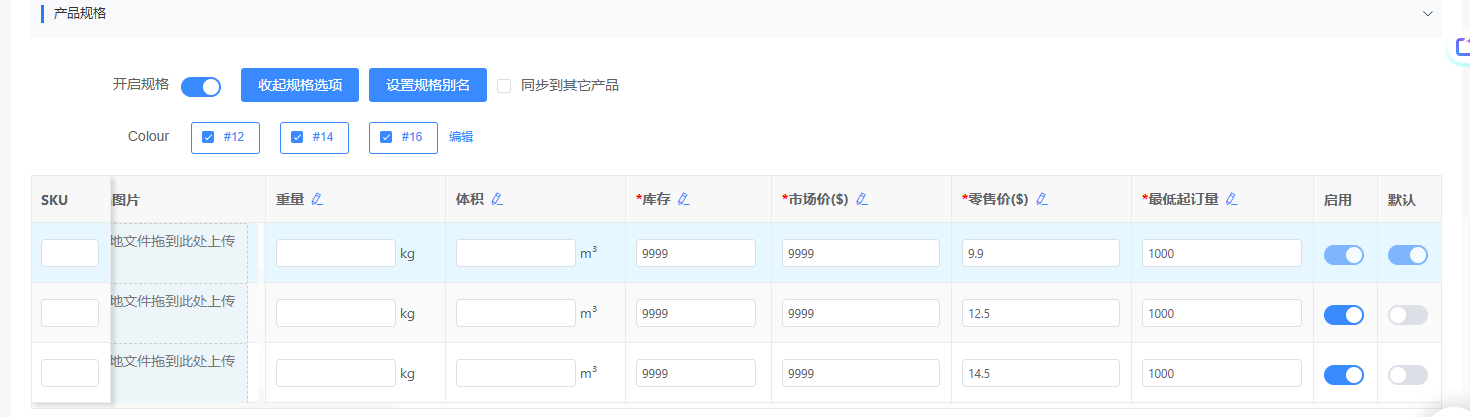 产品规格
开启规格 收起规格选项 设置规格别名 同步到其它产品
Colour #12 #14 #16 编辑
SKU 图片 重量 体积 *库存 *市场价($) *零售价($) *最低起订量 启用 默认
地文件拖到此处上传 kg m³ 9999 9999 9.9 1000
地文件拖到此处上传 kg m³ 9999 9999 12.5 1000
地文件拖到此处上传 kg m³ 9999 9999 14.5 1000